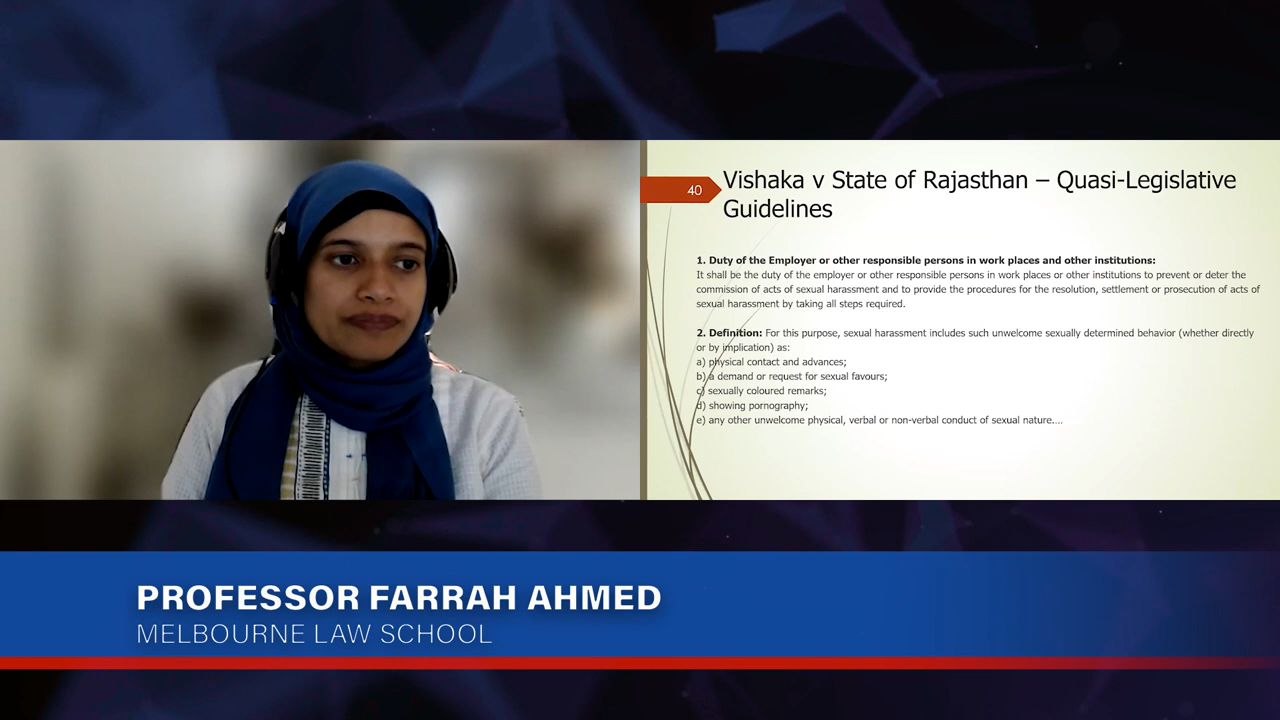 40
Vishaka v State of Rajasthan – Quasi-Legislative
Guidelines
1. Duty of the Employer or other responsible persons in work places and other institutions:
It shall be the duty of the employer or other responsible persons in work places or other institutions to prevent or deter the
commission of acts of sexual harassment and to provide the procedures for the resolution, settlement or prosecution of acts of
sexual harassment by taking all steps required.
2. Definition: For this purpose, sexual harassment includes such unwelcome sexually determined behavior (whether directly
or by implication) as:
a) physical contact and advances;
b) a demand or request for sexual favours;
c) sexually coloured remarks;
d) showing pornography;
e) any other unwelcome physical, verbal or non-verbal conduct of sexual nature....
PROFESSOR FARRAH AHMED
MELBOURNE LAW SCHOOL